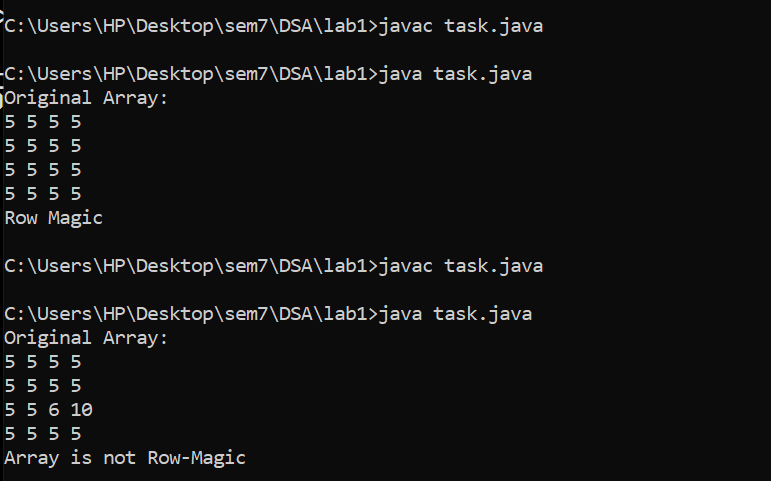 C:\Users\HP\Desktop\sem7\DSA\lab1>javac task.java
C:\Users\HP\Desktop\sem7\DSA\lab1>java task.java
Original Array:
5 5 5 5
5 5 5 5
5 5 5 5
5 5 5 5
Row Magic
C:\Users\HP\Desktop\sem7\DSA\lab1>javac task.java
C:\Users\HP\Desktop\sem7\DSA\lab1>java task.java
Original Array:
5 5 5 5
5 5 5 5
5 5 6 10
5 5 5 5
Array is not Row-Magic